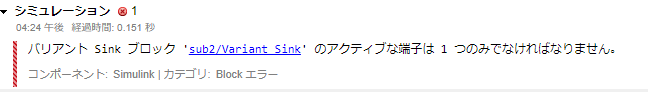 シミュレーション 1
04:24 午後 経過時間: 0.151 秒
バリアント Sink ブロック 'sub2/Variant Sink' のアクティブな端子は 1 つのみでなければなりません。
コンポーネント: Simulink | カテゴリ: Block エラー